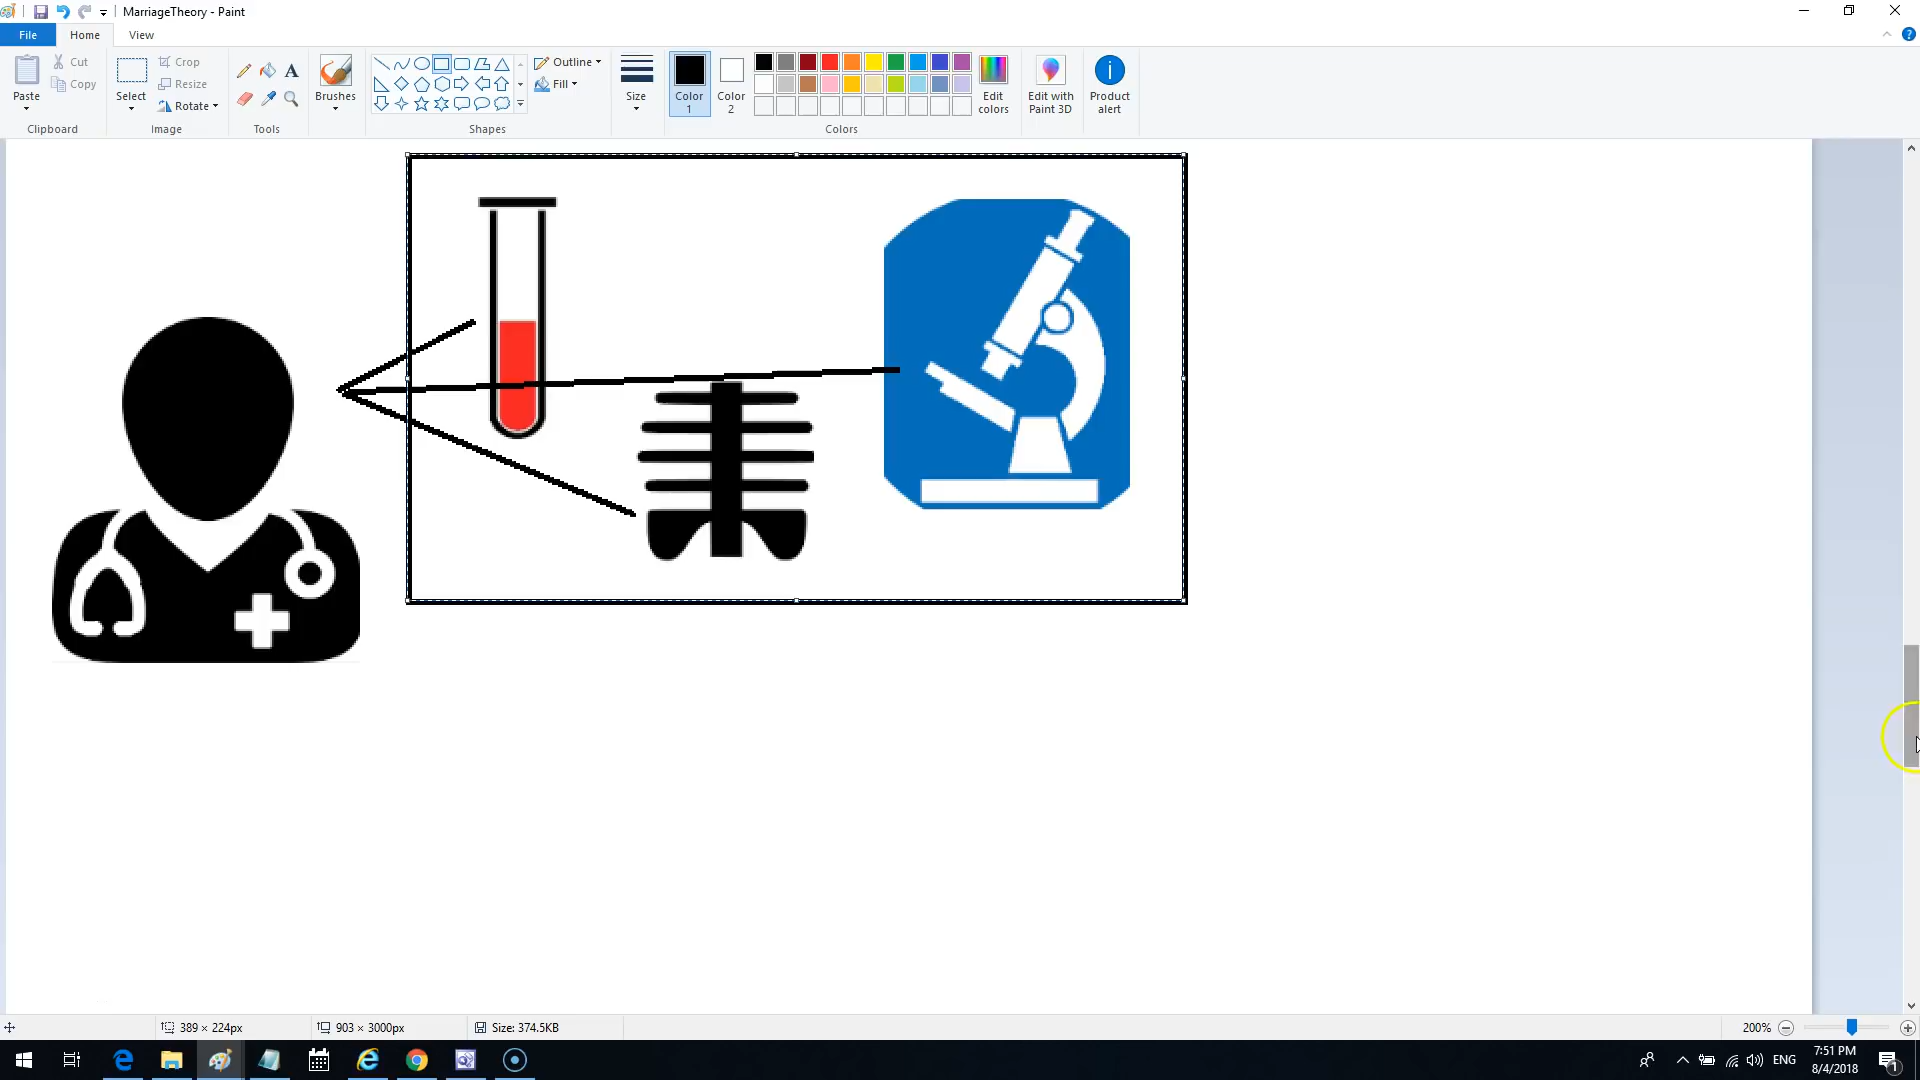 MarriageTheory - Paint
File
Home
View
Paste
Cut
Copy
Clipboard
Select
Crop
Resize
Rotate
Image
Tools
Brushes
Shapes
Outline
Fill
Size
Color
1
Color
2
Colors
Edit
colors
Edit with
Paint 3D
Product
alert
389 × 224px
903 × 3000px
Size: 374.5KB
200%
ENG
7:51 PM
8/4/2018
1